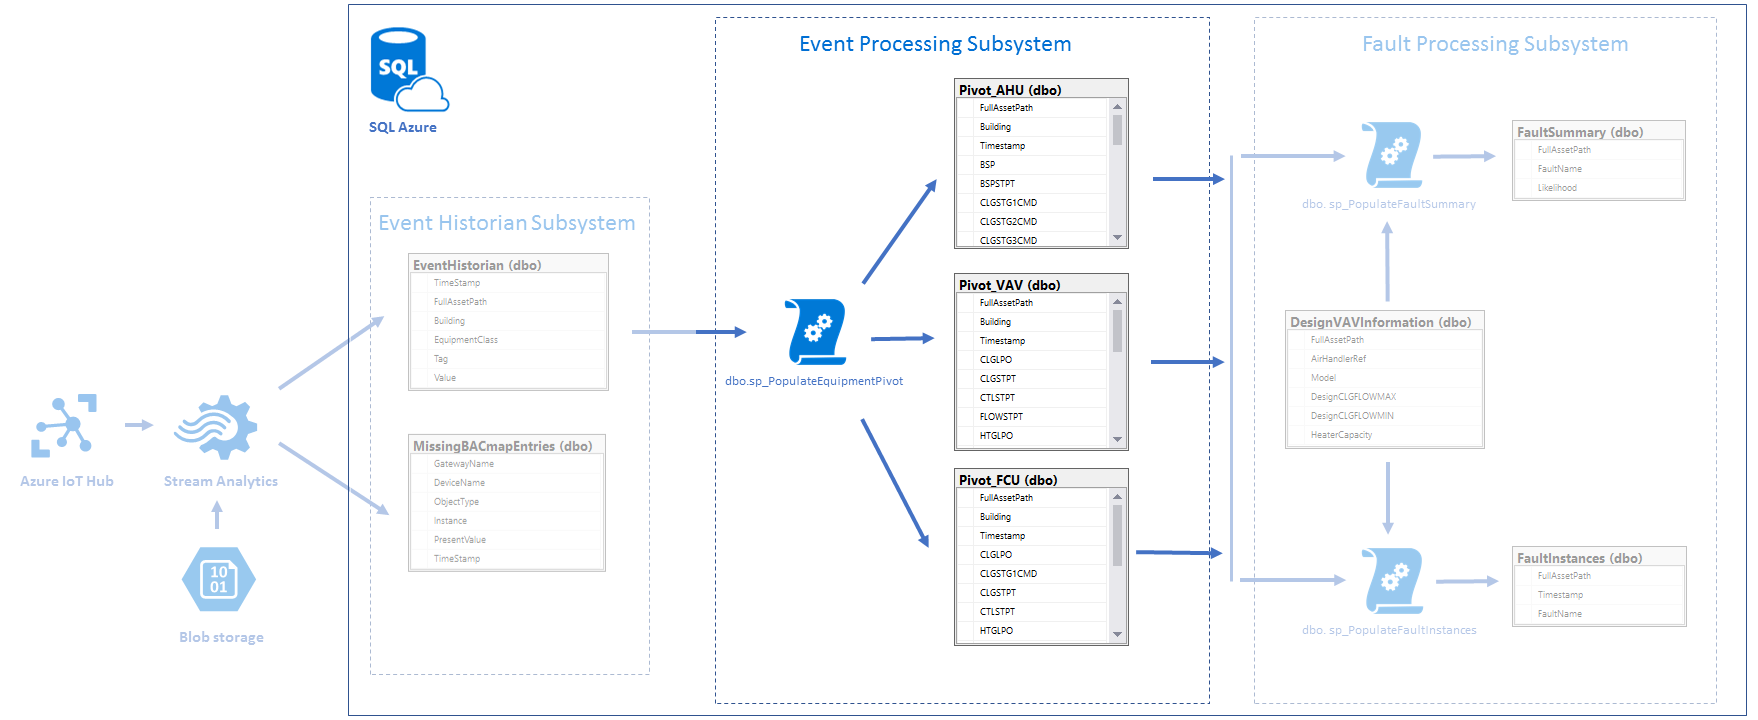 SQL
SQL Azure
Azure IoT Hub
Stream Analytics
10
01
Blob storage
Event Historian Subsystem
EventHistorian (dbo)
TimeStamp
FullAssetPath
Building
EquipmentClass
Tag
Value
MissingBACmapEntries (dbo)
GatewayName
DeviceName
ObjectType
Instance
PresentValue
TimeStamp
Event Processing Subsystem
dbo.sp_PopulateEquipmentPivot
Pivot_AHU (dbo)
FullAssetPath
Building
Timestamp
BSP
BSPSTPT
CLGSTG1CMD
CLGSTG2CMD
CLGSTG3CMD
Pivot_VAV (dbo)
FullAssetPath
Building
Timestamp
CLGLPO
CLGSTPT
CTLSTPT
FLOWSTPT
HTGLPO
Pivot_FCU (dbo)
FullAssetPath
Building
Timestamp
CLGLPO
CLGSTG1CMD
CLGSTPT
CTLSTPT
HTGLPO
Fault Processing Subsystem
dbo. sp_PopulateFaultSummary
FaultSummary (dbo)
FullAssetPath
FaultName
Likelihood
DesignVAVInformation (dbo)
FullAssetPath
AirHandlerRef
Model
DesignCLGFLOWMAX
DesignCLGFLOWMIN
HeaterCapacity
dbo. sp_PopulateFaultInstances
FaultInstances (dbo)
FullAssetPath
Timestamp
FaultName